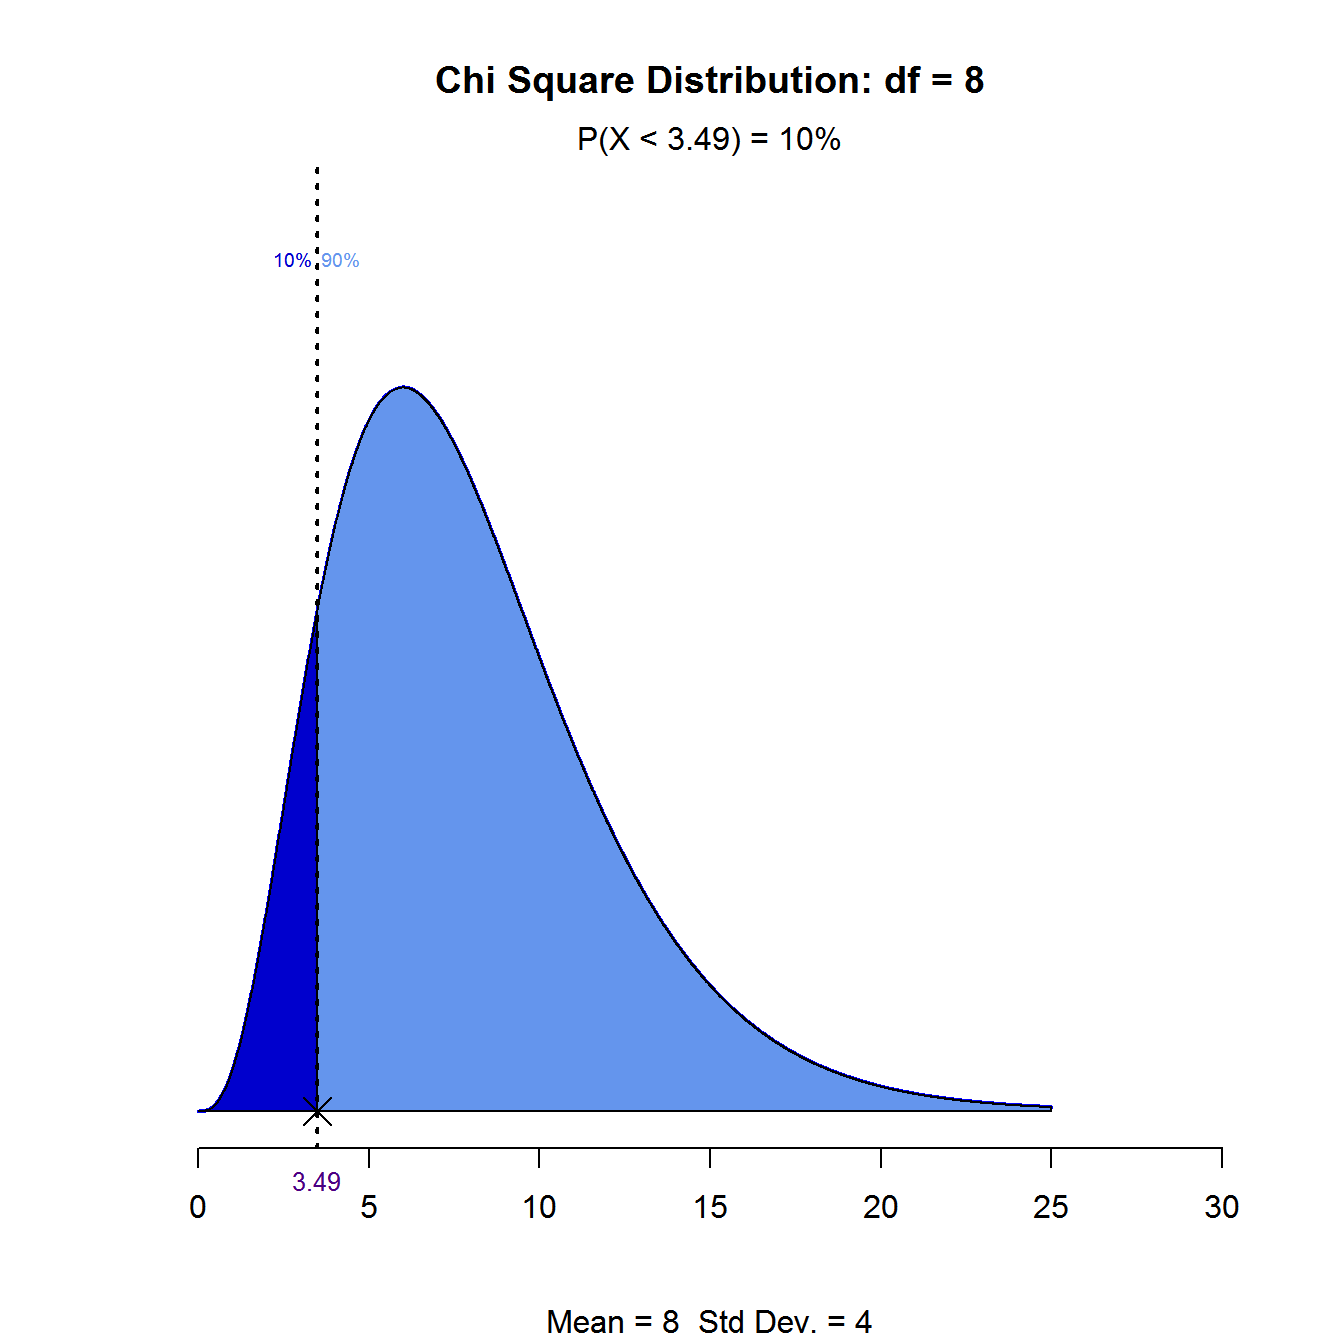 Chi Square Distribution: df = 8
P(X < 3.49) = 10%
10% 90%
3.49
0 5 10 15 20 25 30
Mean = 8  Std Dev. = 4